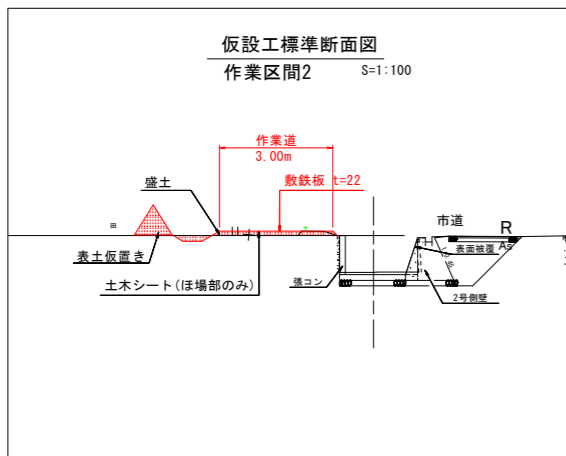 仮設工標準断面図
作業区間2 S=1:100
作業道
3.00m
盛土
敷鉄板 t=22
市道
田
R
表面被覆
As
表土仮置き
土木シート(ほ場部のみ)
張コン
2号側壁